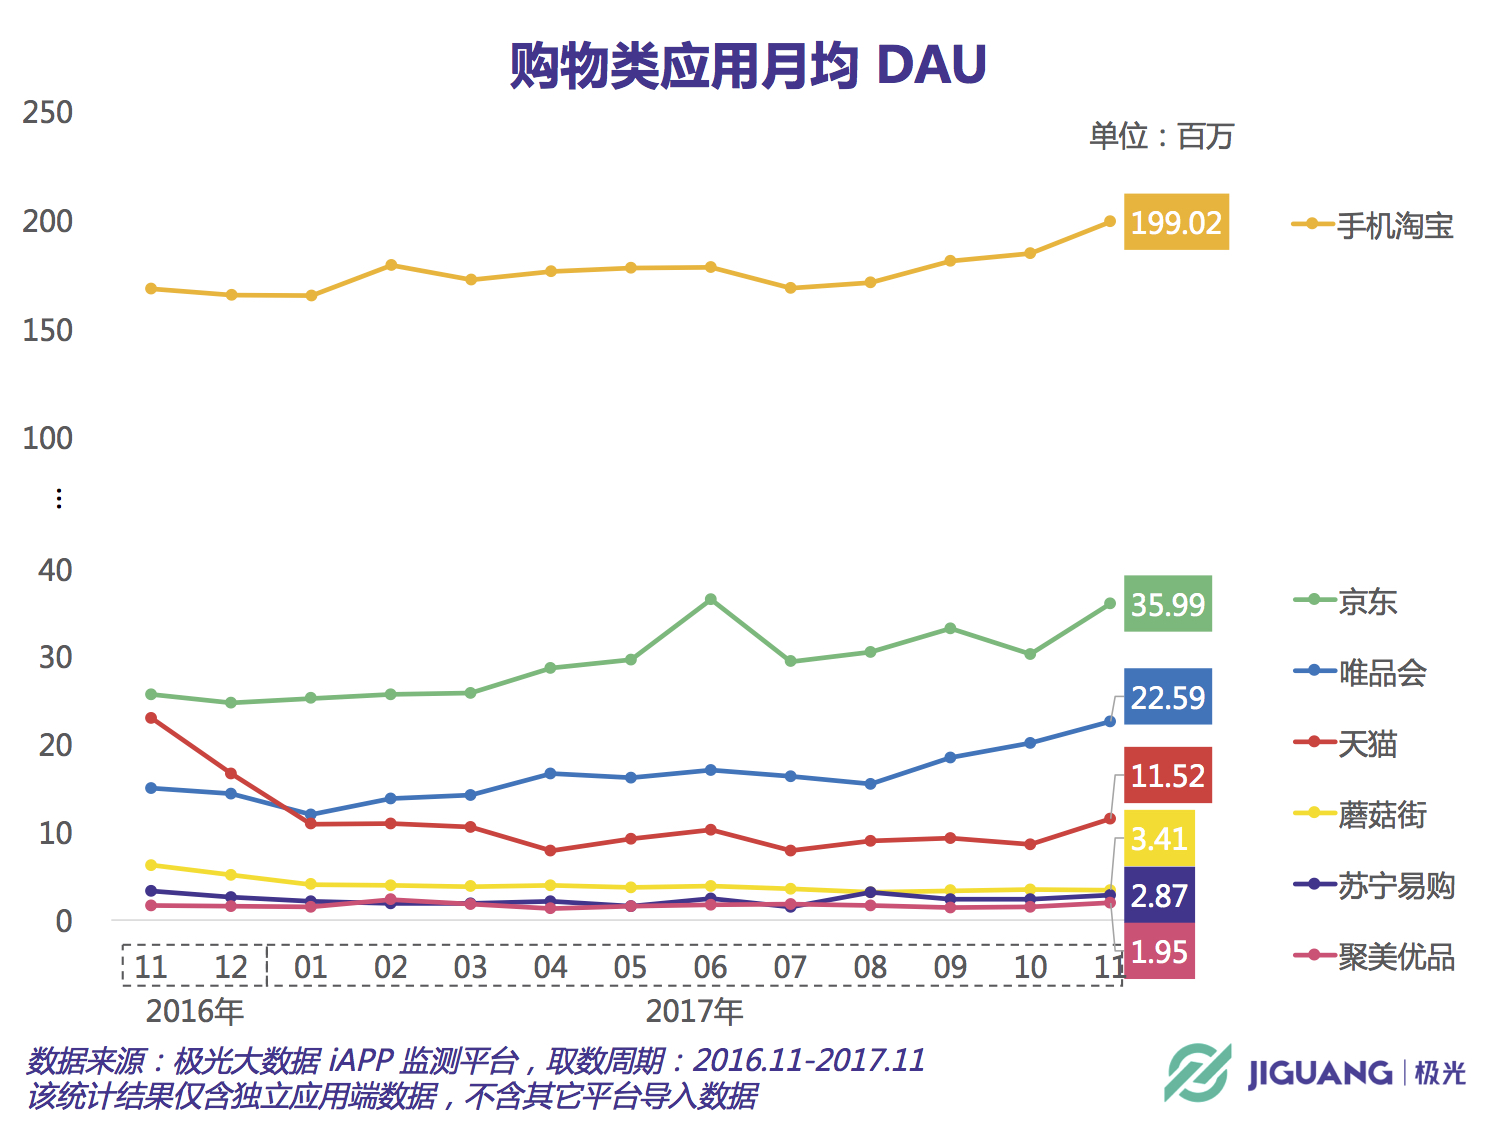 购物类应用月均 DAU
单位：百万
250
200
150
100
...
40
30
20
10
0
199.02
35.99
22.59
11.52
3.41
2.87
1.95
手机淘宝
京东
唯品会
天猫
蘑菇街
苏宁易购
聚美优品
11 12 01 02 03 04 05 06 07 08 09 10 11
2016年 2017年
数据来源：极光大数据 iAPP 监测平台，取数周期：2016.11-2017.11
该统计结果仅含独立应用端数据，不含其它平台导入数据
JIGUANG | 极光